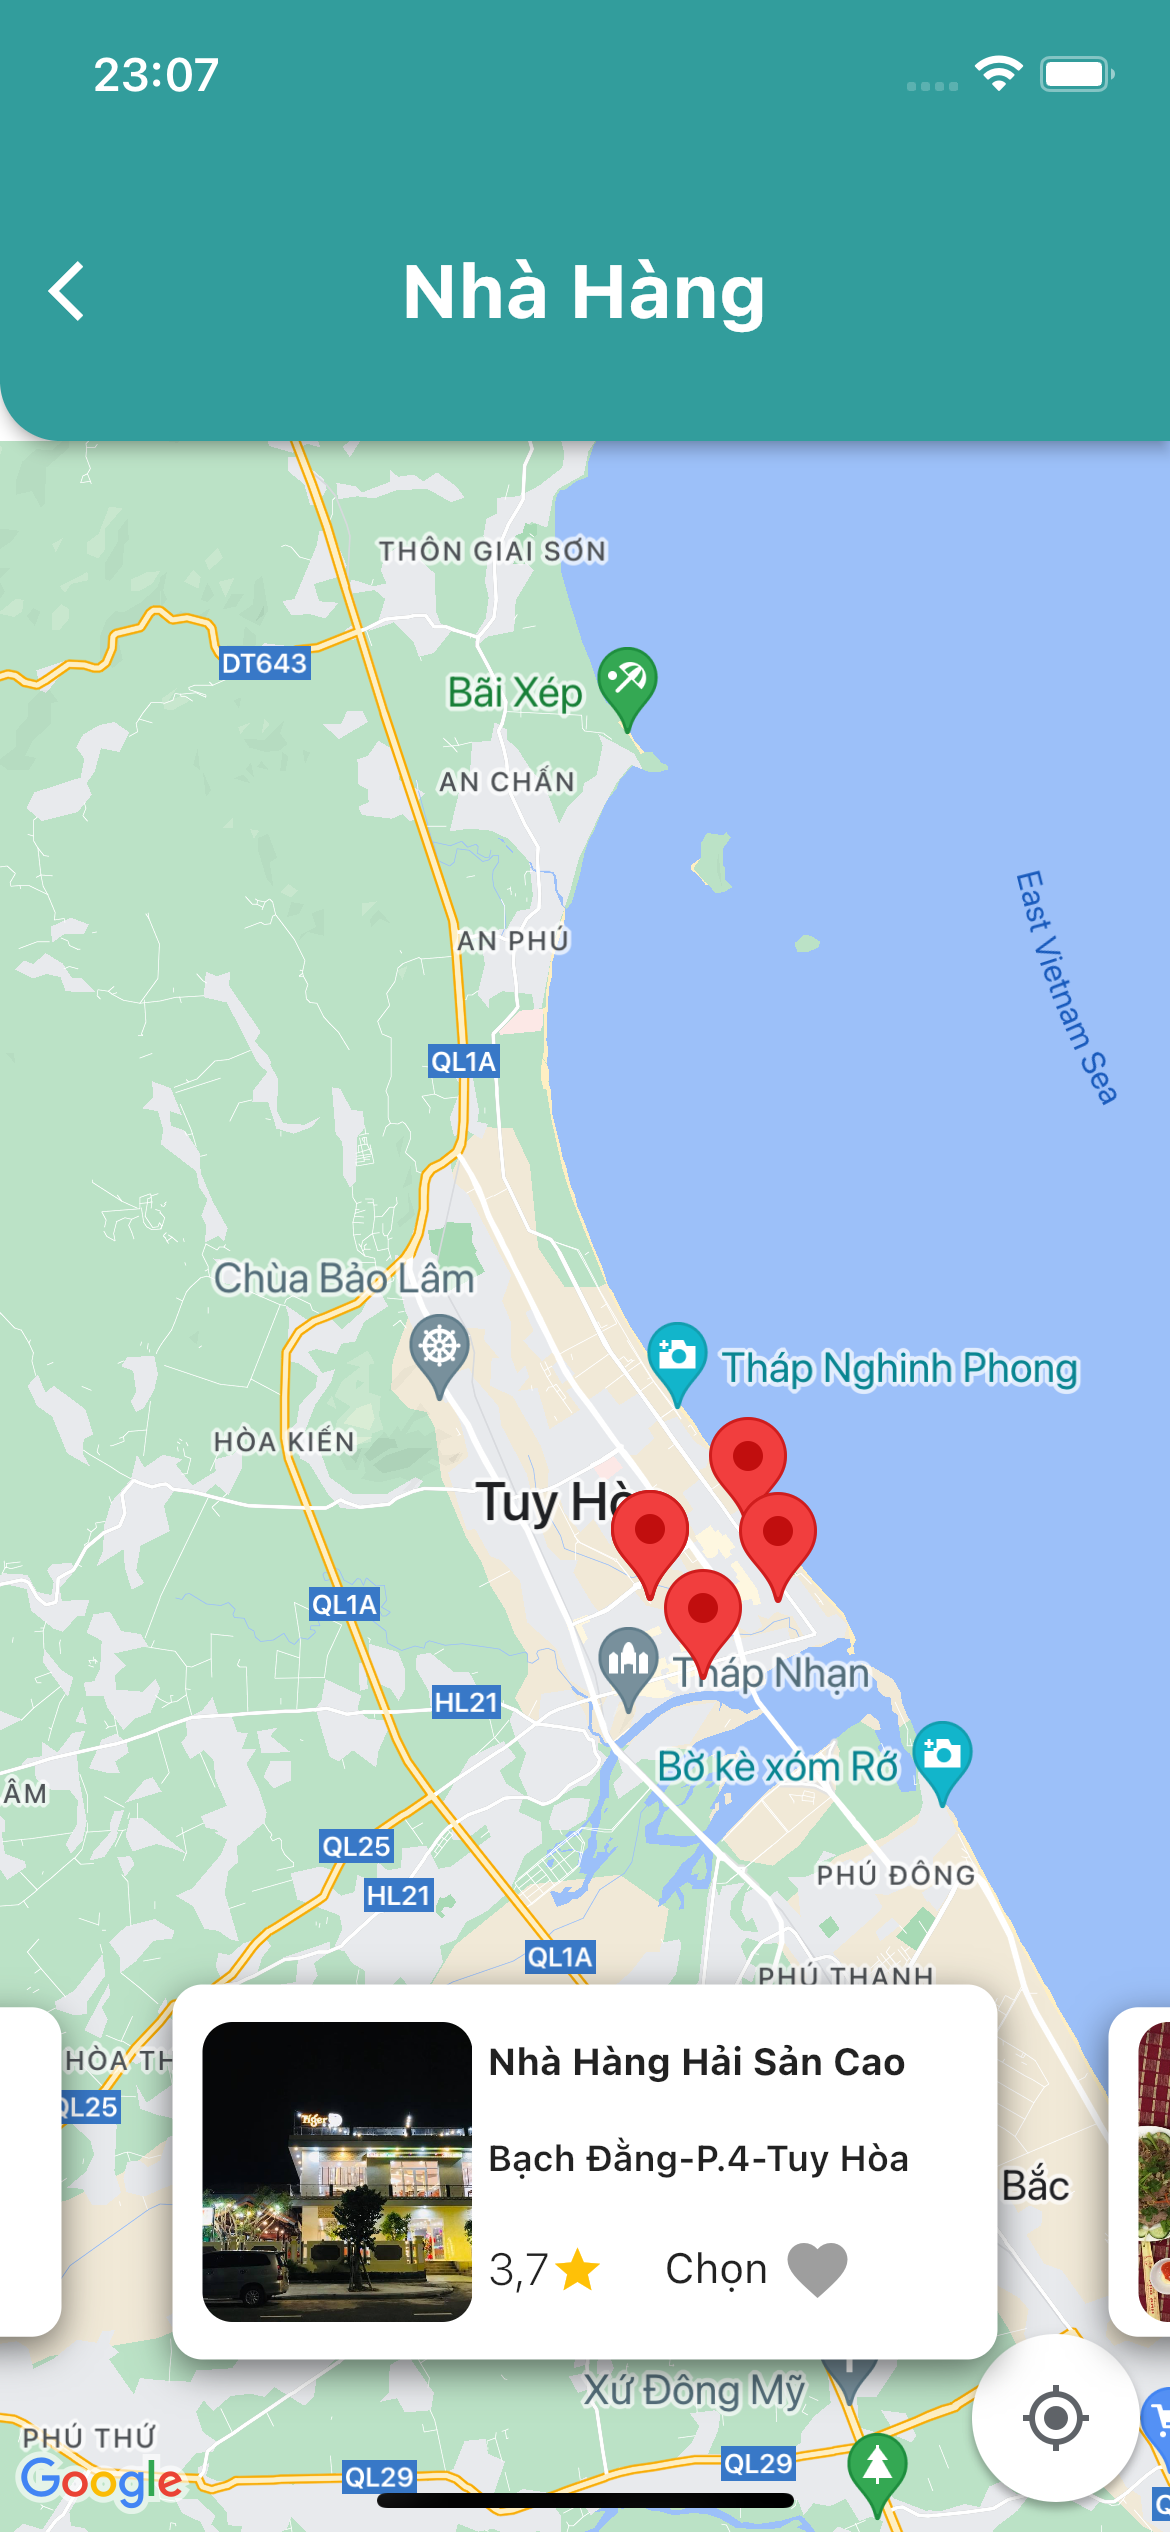 23:07
Nhà Hàng
THÔN GIAI SƠN
DT643
Bãi Xép
AN CHẤN
East Vietnam Sea
AN PHÚ
QL1A
Chùa Bảo Lâm
Tháp Nghinh Phong
HÒA KIẾN
Tuy Hò
QL1A
Tháp Nhạn
HL21
Bờ kè xóm Rớ
ÂM
QL25
PHÚ ĐÔNG
HL21
QL1A
PHÚ THẠNH
HÒA TH
QL25
Tiger
Nhà Hàng Hải Sản Cao
Bạch Đằng-P.4-Tuy Hòa
Bắc
3,7
Chọn
Xứ Đông Mỹ
PHÚ THỨ
Google
QL29
QL29
Q